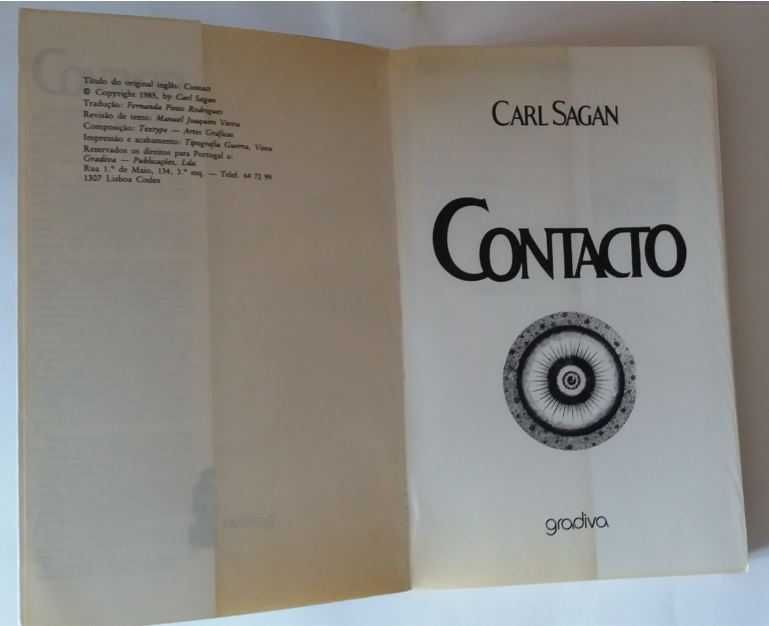 Título do original inglês: Contact
© Copyright 1985, by Carl Sagan
Tradução: Fernanda Pinto Rodrigues
Revisão de texto: Manuel Joaquim Vieira
Composição: Textype — Artes Gráficas
Impressão e acabamento: Tipografia Guerra, Viseu
Reservados os direitos para Portugal a:
Gradiva — Publicações, Lda.
Rua 1.º de Maio, 134, 3.º esq. — Telef. 64 72 99
1307 Lisboa Codex
CARL SAGAN
CONTACTO
gradiva